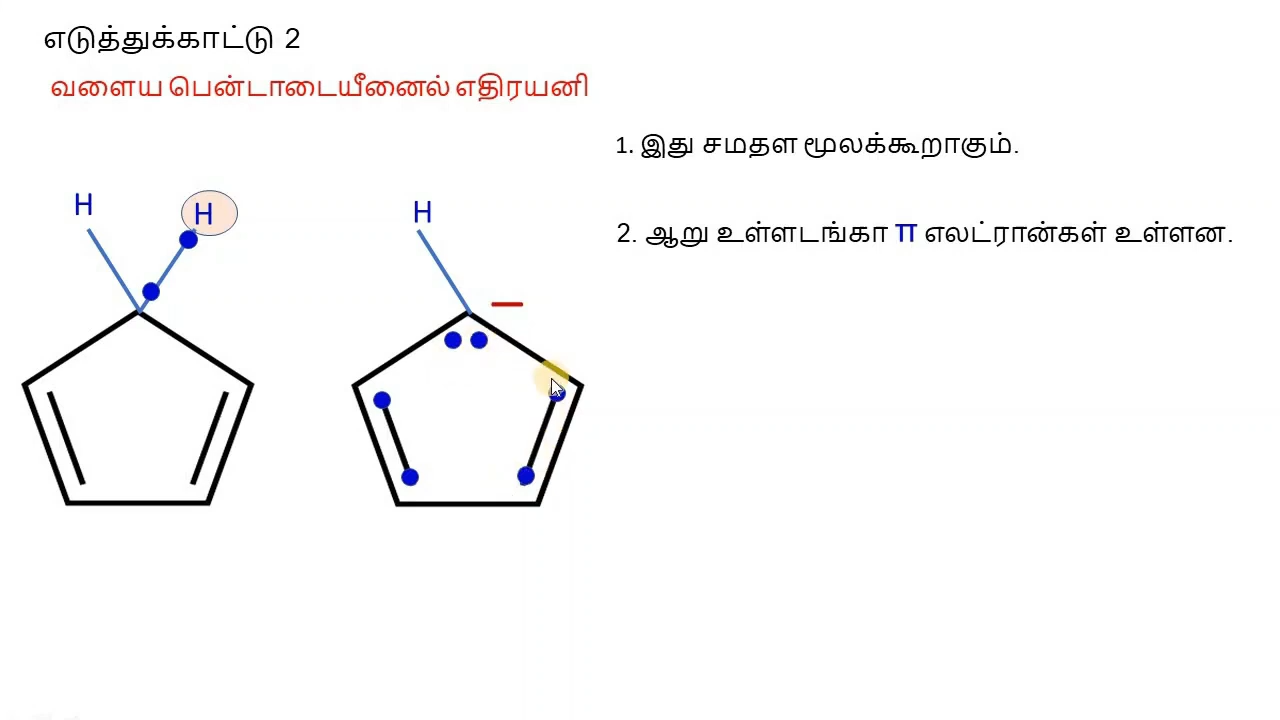 எடுத்துக்காட்டு 2
வளைய பென்டாடையீனைல் எதிரயனி
1. இது சமதள மூலக்கூறாகும்.
2. ஆறு உள்ளடங்கா π எலட்ரான்கள் உள்ளன.
H H H